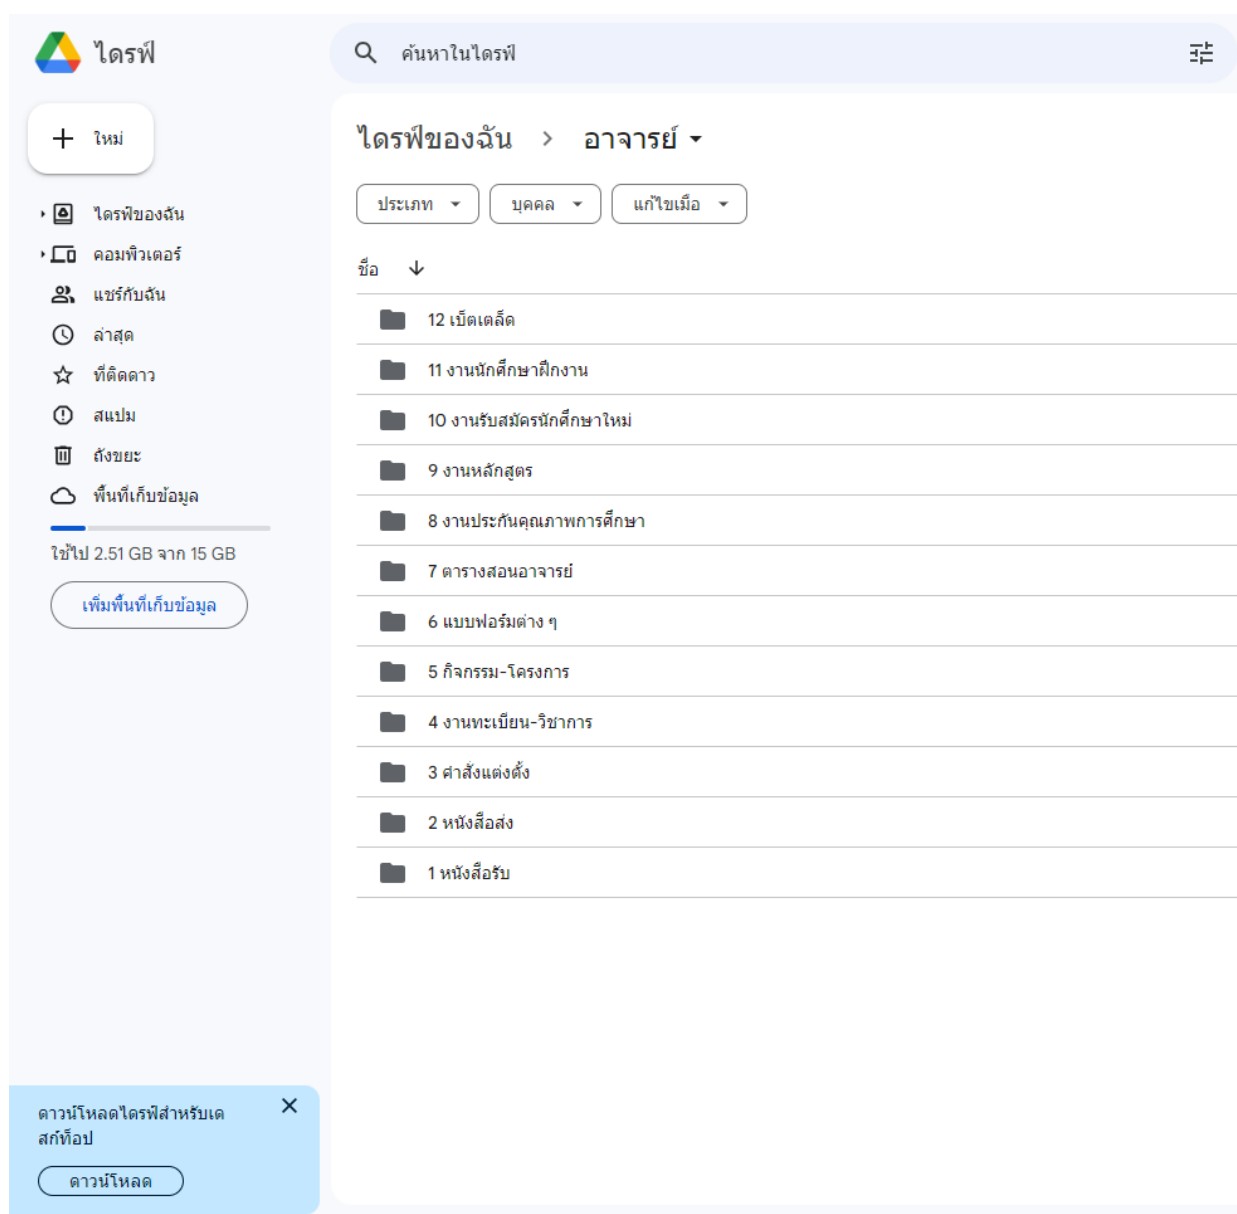 ไดรฟ์
ค้นหาในไดรฟ์
ใหม่
ไดรฟ์ของฉัน
คอมพิวเตอร์
แชร์กับฉัน
ล่าสุด
ที่ติดดาว
สแปม
ถังขยะ
พื้นที่เก็บข้อมูล
ใช้ไป 2.51 GB จาก 15 GB
เพิ่มพื้นที่เก็บข้อมูล
ไดรฟ์ของฉัน > อาจารย์
ประเภท บุคคล แก้ไขเมื่อ
ชื่อ
12 เบ็ตเตล็ด
11 งานนักศึกษาฝึกงาน
10 งานรับสมัครนักศึกษาใหม่
9 งานหลักสูตร
8 งานประกันคุณภาพการศึกษา
7 ตารางสอนอาจารย์
6 แบบฟอร์มต่าง ๆ
5 กิจกรรม-โครงการ
4 งานทะเบียน-วิชาการ
3 คำสั่งแต่งตั้ง
2 หนังสือส่ง
1 หนังสือรับ
ดาวน์โหลดไดรฟ์สำหรับเด
สก์ท็อป
ดาวน์โหลด